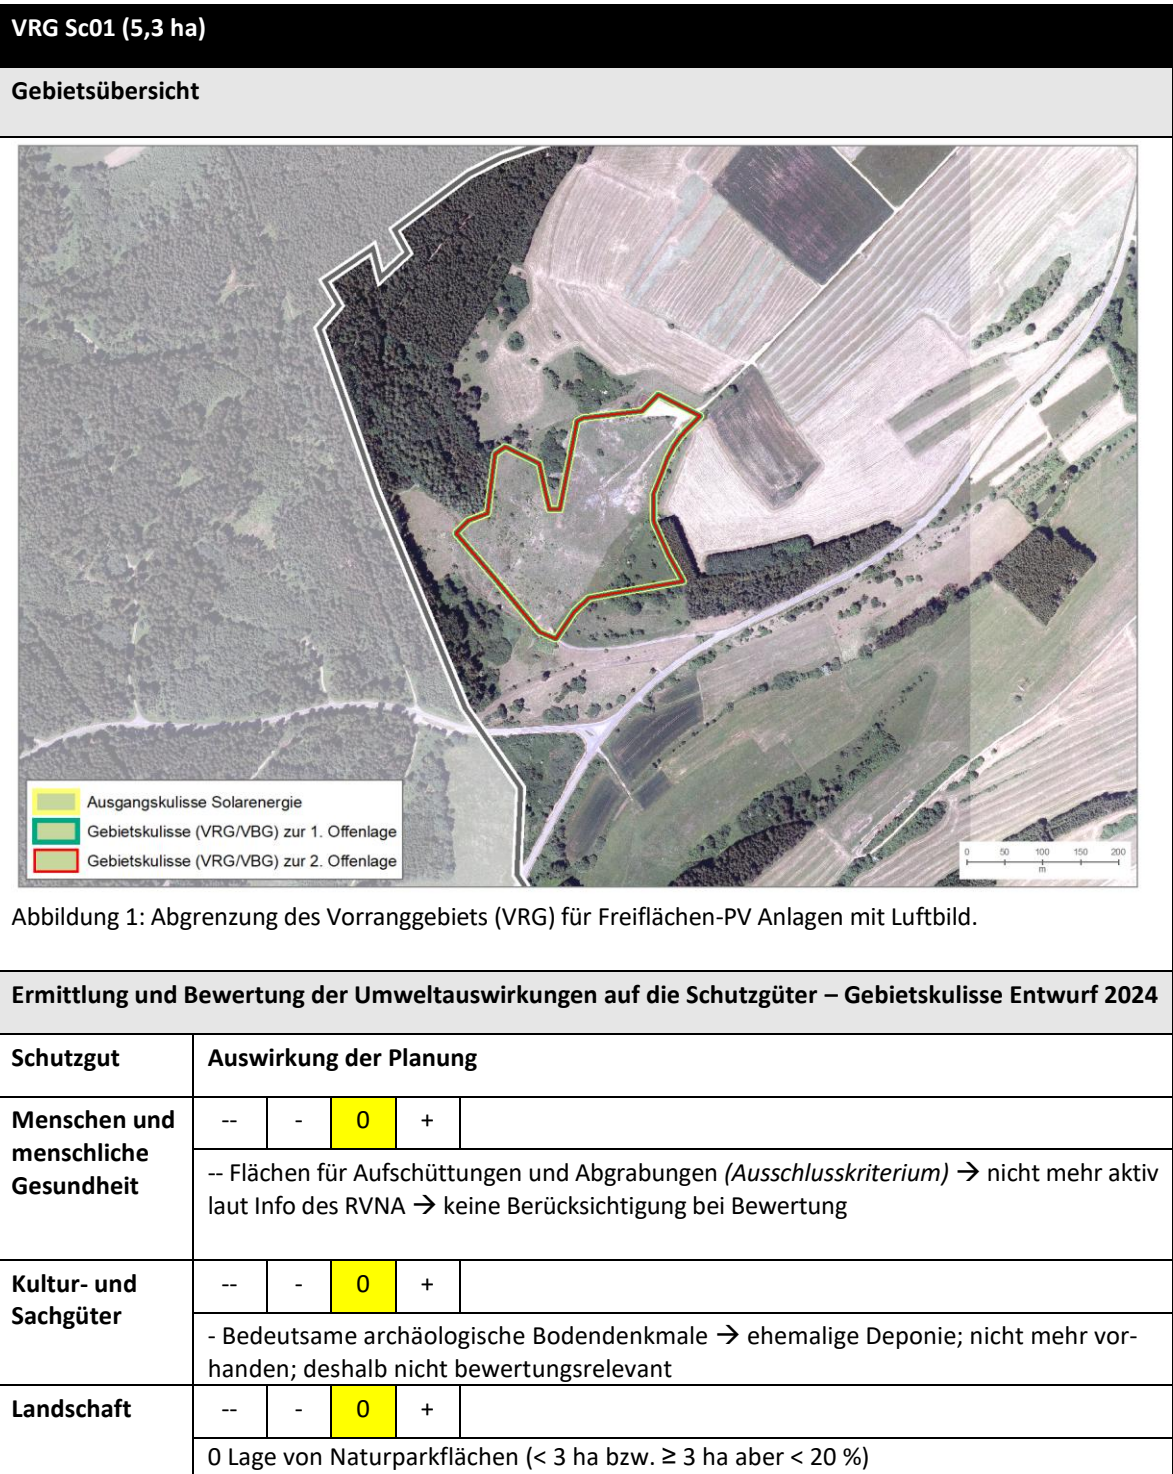 VRG Sc01 (5,3 ha)
Gebietsübersicht
Ausgangskulisse Solarenergie
Gebietskulisse (VRG/VBG) zur 1. Offenlage
Gebietskulisse (VRG/VBG) zur 2. Offenlage
0 50 100 150 200
m
Abbildung 1: Abgrenzung des Vorranggebiets (VRG) für Freiflächen-PV Anlagen mit Luftbild.
Ermittlung und Bewertung der Umweltauswirkungen auf die Schutzgüter – Gebietskulisse Entwurf 2024
Schutzgut Auswirkung der Planung
Menschen und
menschliche
Gesundheit
-- - 0 +
-- Flächen für Aufschüttungen und Abgrabungen (Ausschlusskriterium) → nicht mehr aktiv
laut Info des RVNA → keine Berücksichtigung bei Bewertung
Kultur- und
Sachgüter
-- - 0 +
- Bedeutsame archäologische Bodendenkmale → ehemalige Deponie; nicht mehr vor-
handen; deshalb nicht bewertungsrelevant
Landschaft
-- - 0 +
0 Lage von Naturparkflächen (< 3 ha bzw. ≥ 3 ha aber < 20 %)